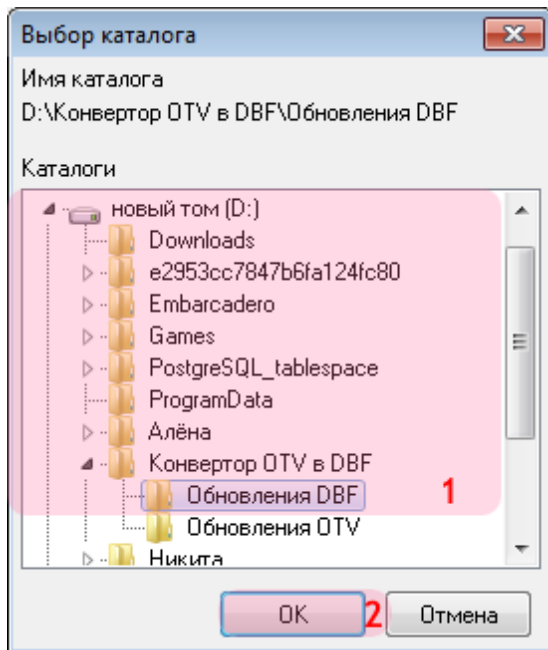 Выбор каталога
Имя каталога
D:\Конвертор OTV в DBF\Обновления DBF
Каталоги
новый том (D:)
Downloads
e2953cc7847b6fa124fc80
Embarcadero
Games
PostgreSQL_tablespace
ProgramData
Алёна
Конвертор OTV в DBF
Обновления DBF 1
Обновления OTV
Никита
OK 2 Отмена